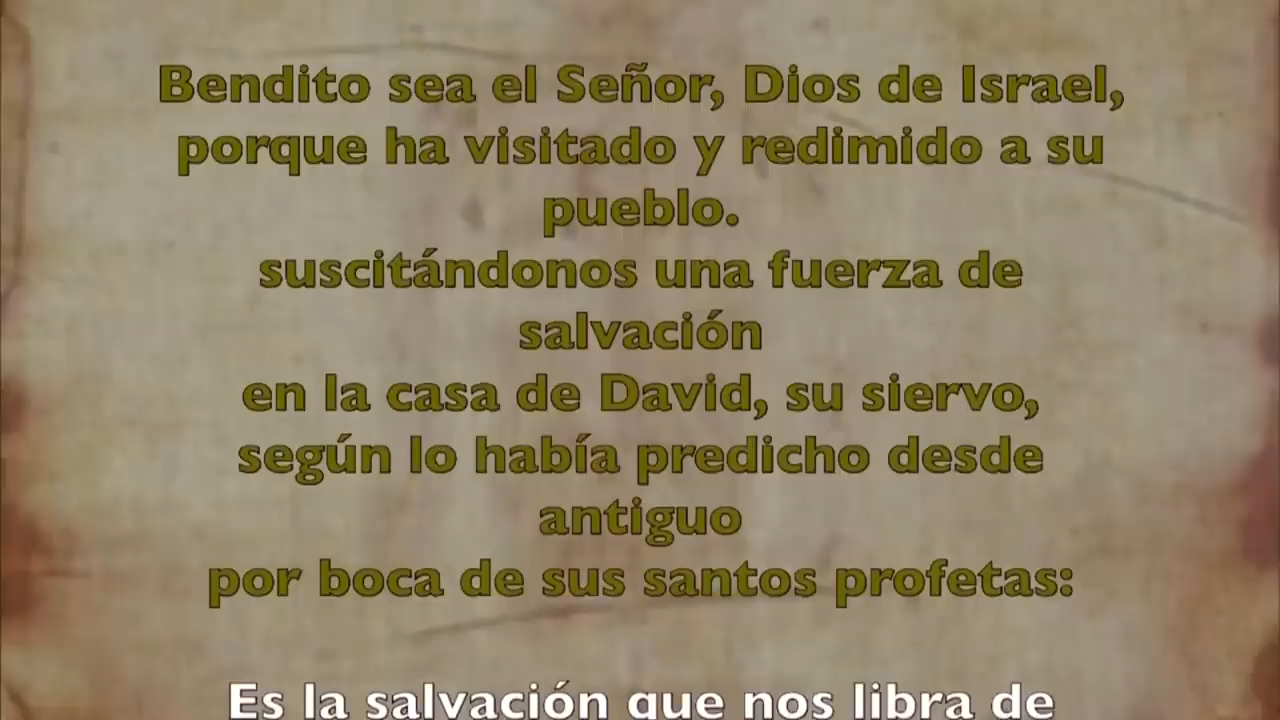 Bendito sea el Señor, Dios de Israel,
porque ha visitado y redimido a su
pueblo.
suscitándonos una fuerza de
salvación
en la casa de David, su siervo,
según lo había predicho desde
antiguo
por boca de sus santos profetas:
Es la salvación que nos libra de